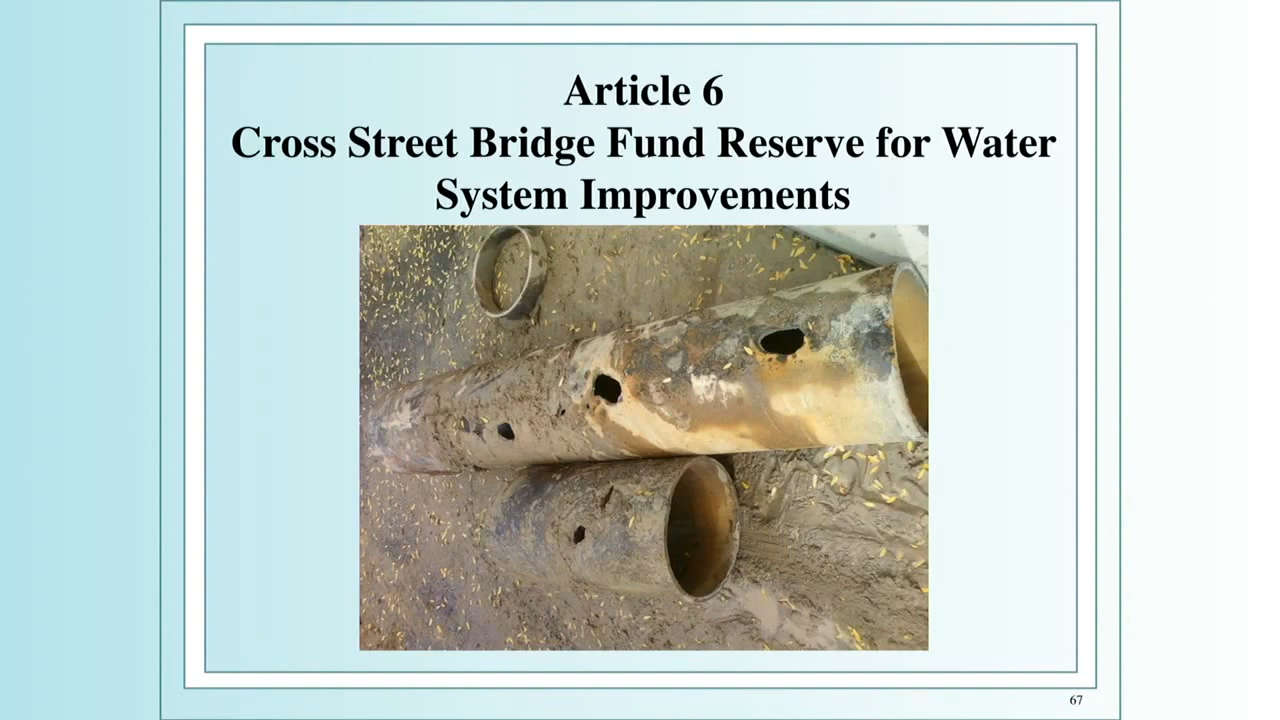 Article 6
Cross Street Bridge Fund Reserve for Water
System Improvements
67